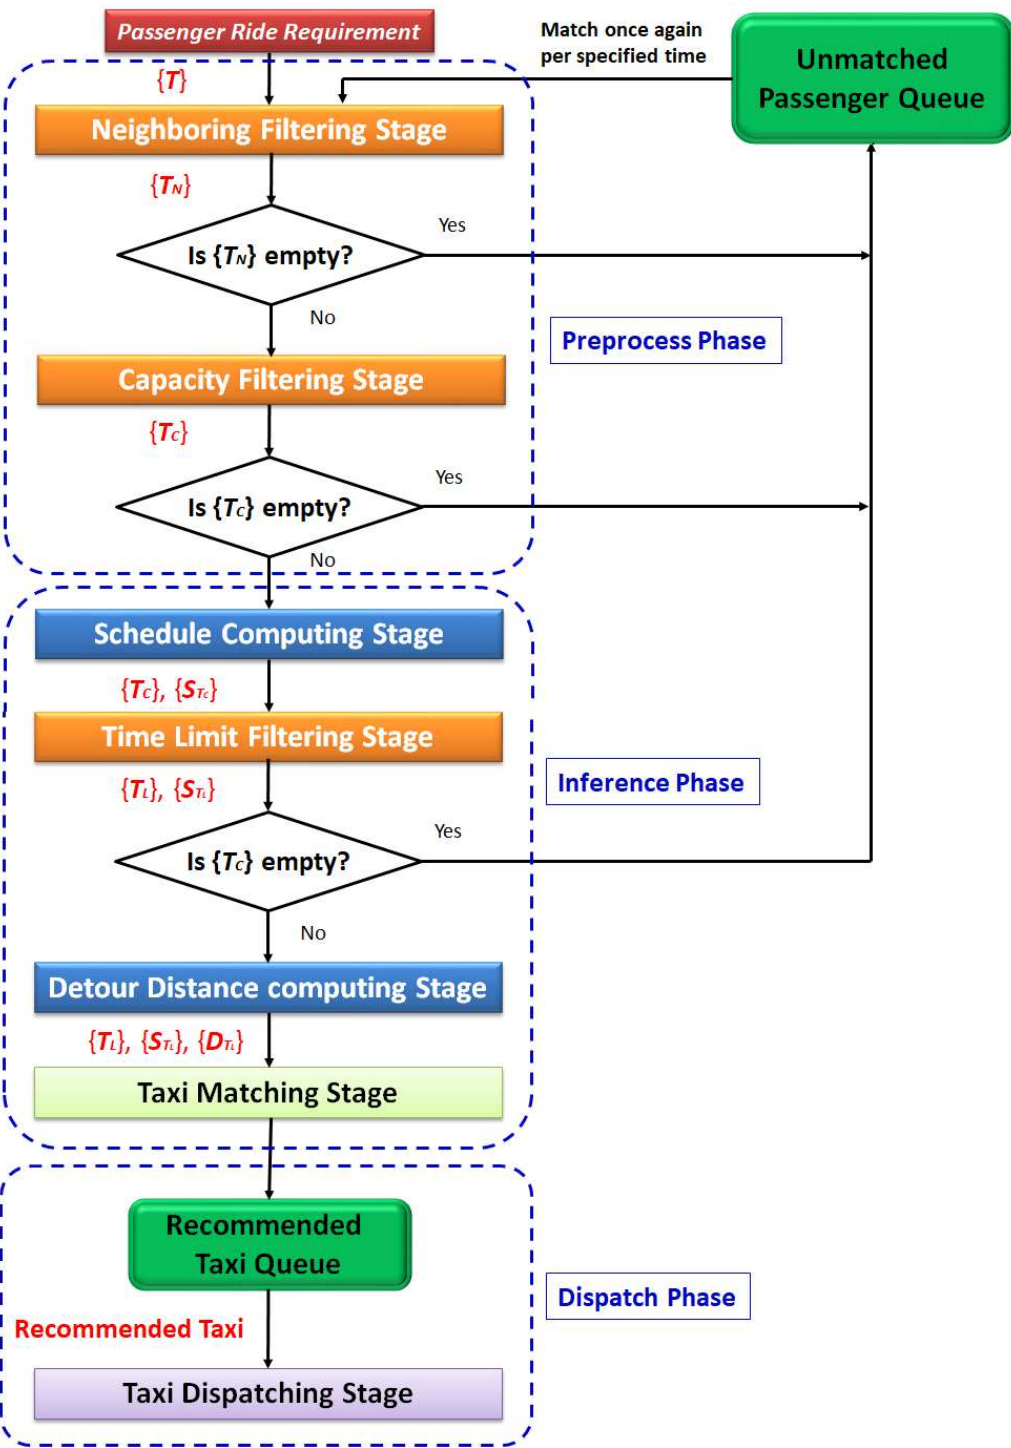 Passenger Ride Requirement
Match once again
per specified time
Unmatched
Passenger Queue
{T}
Neighboring Filtering Stage
{TN}
Is {TN} empty?
Yes
No
Preprocess Phase
Capacity Filtering Stage
{TC}
Is {TC} empty?
Yes
No
Schedule Computing Stage
{TC}, {STC}
Time Limit Filtering Stage
{TL}, {STL}
Inference Phase
Is {TC} empty?
Yes
No
Detour Distance computing Stage
{TL}, {STL}, {DTL}
Taxi Matching Stage
Recommended
Taxi Queue
Dispatch Phase
Recommended Taxi
Taxi Dispatching Stage